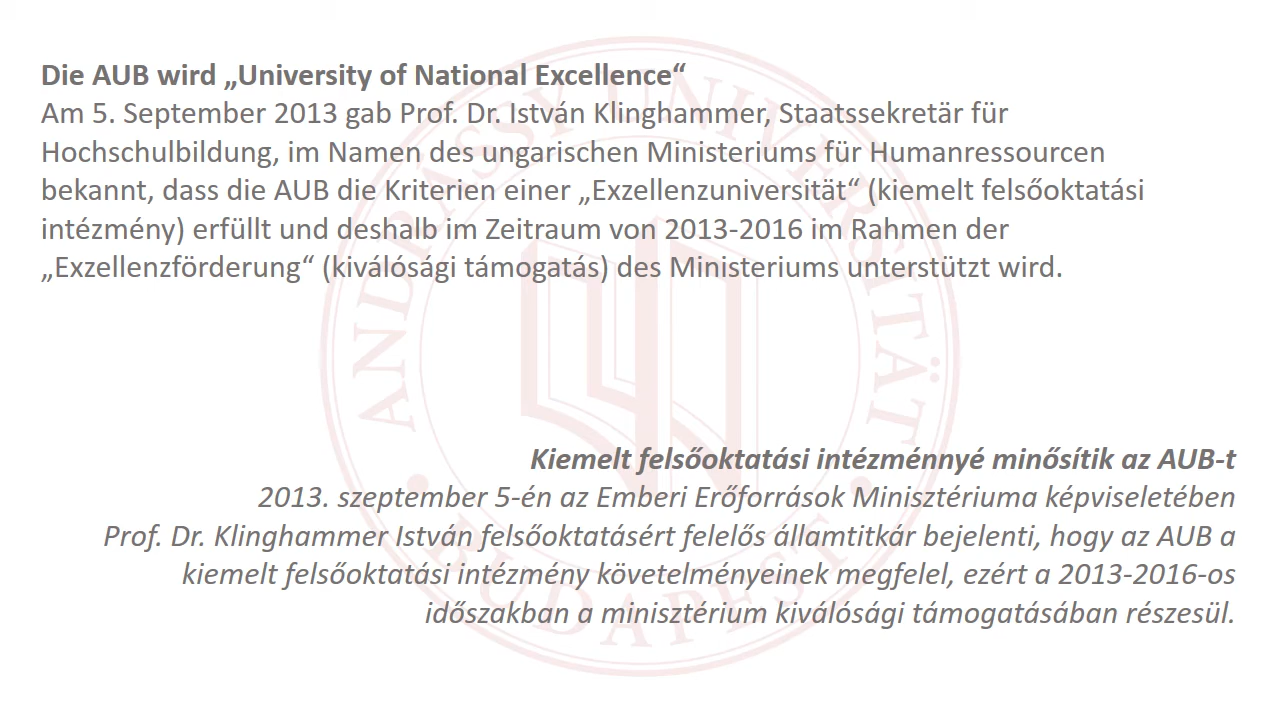 Die AUB wird „University of National Excellence“
Am 5. September 2013 gab Prof. Dr. István Klinghammer, Staatssekretär für
Hochschulbildung, im Namen des ungarischen Ministeriums für Humanressourcen
bekannt, dass die AUB die Kriterien einer „Exzellenzuniversität“ (kiemelt felsőoktatási
intézmény) erfüllt und deshalb im Zeitraum von 2013-2016 im Rahmen der
„Exzellenzförderung“ (kiválósági támogatás) des Ministeriums unterstützt wird.
Kiemelt felsőoktatási intézménnyé minősítik az AUB-t
2013. szeptember 5-én az Emberi Erőforrások Minisztériuma képviseletében
Prof. Dr. Klinghammer István felsőoktatásért felelős államtitkár bejelenti, hogy az AUB a
kiemelt felsőoktatási intézmény követelményeinek megfelel, ezért a 2013-2016-os
időszakban a minisztérium kiválósági támogatásában részesül.
ANDRÁSSY UNIVERSITÄT
• BUDAPEST •